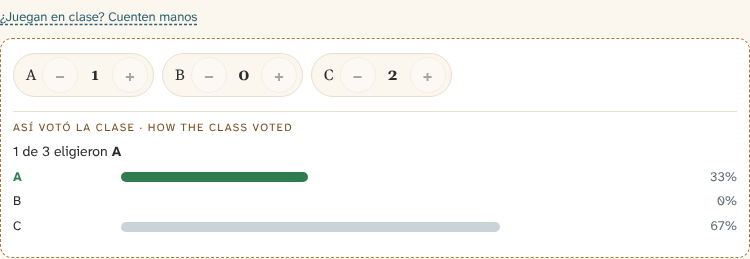 ¿Juegan en clase? Cuenten manos
A − 1 + B − 0 + C − 2 +
ASÍ VOTÓ LA CLASE · HOW THE CLASS VOTED
1 de 3 eligieron A
A 33%
B 0%
C 67%